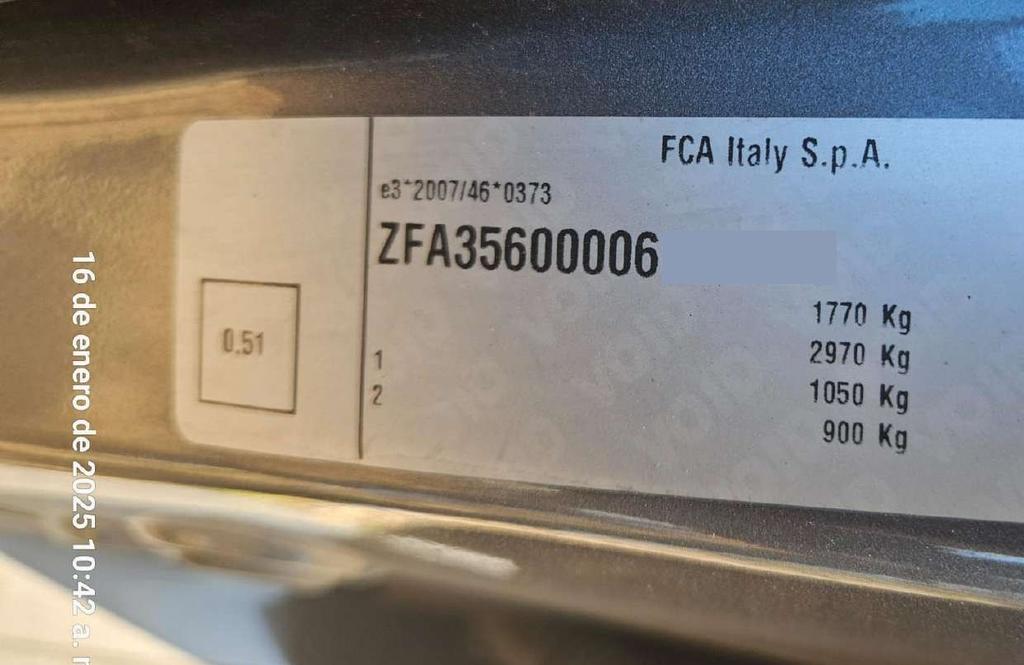 FCA Italy S.p.A.
e3*2007/46*0373
ZFA35600006
1770 Kg
1 2970 Kg
2 1050 Kg
900 Kg
0.51
16 de enero de 2025 10:42 a.